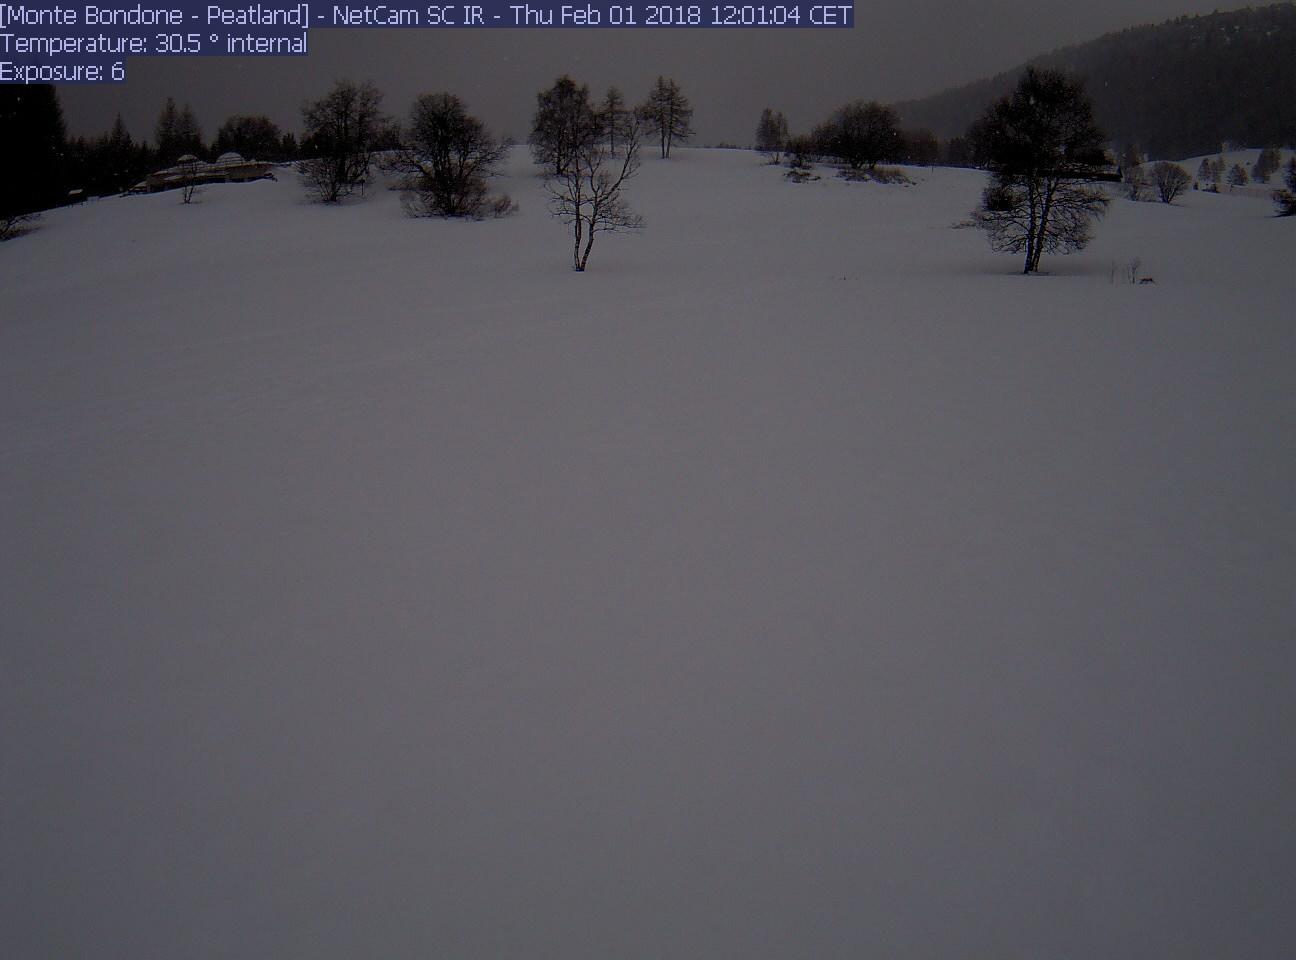 [Monte Bondone - Peatland] - NetCam SC IR - Thu Feb 01 2018 12:01:04 CET
Temperature: 30.5 ° internal
Exposure: 6